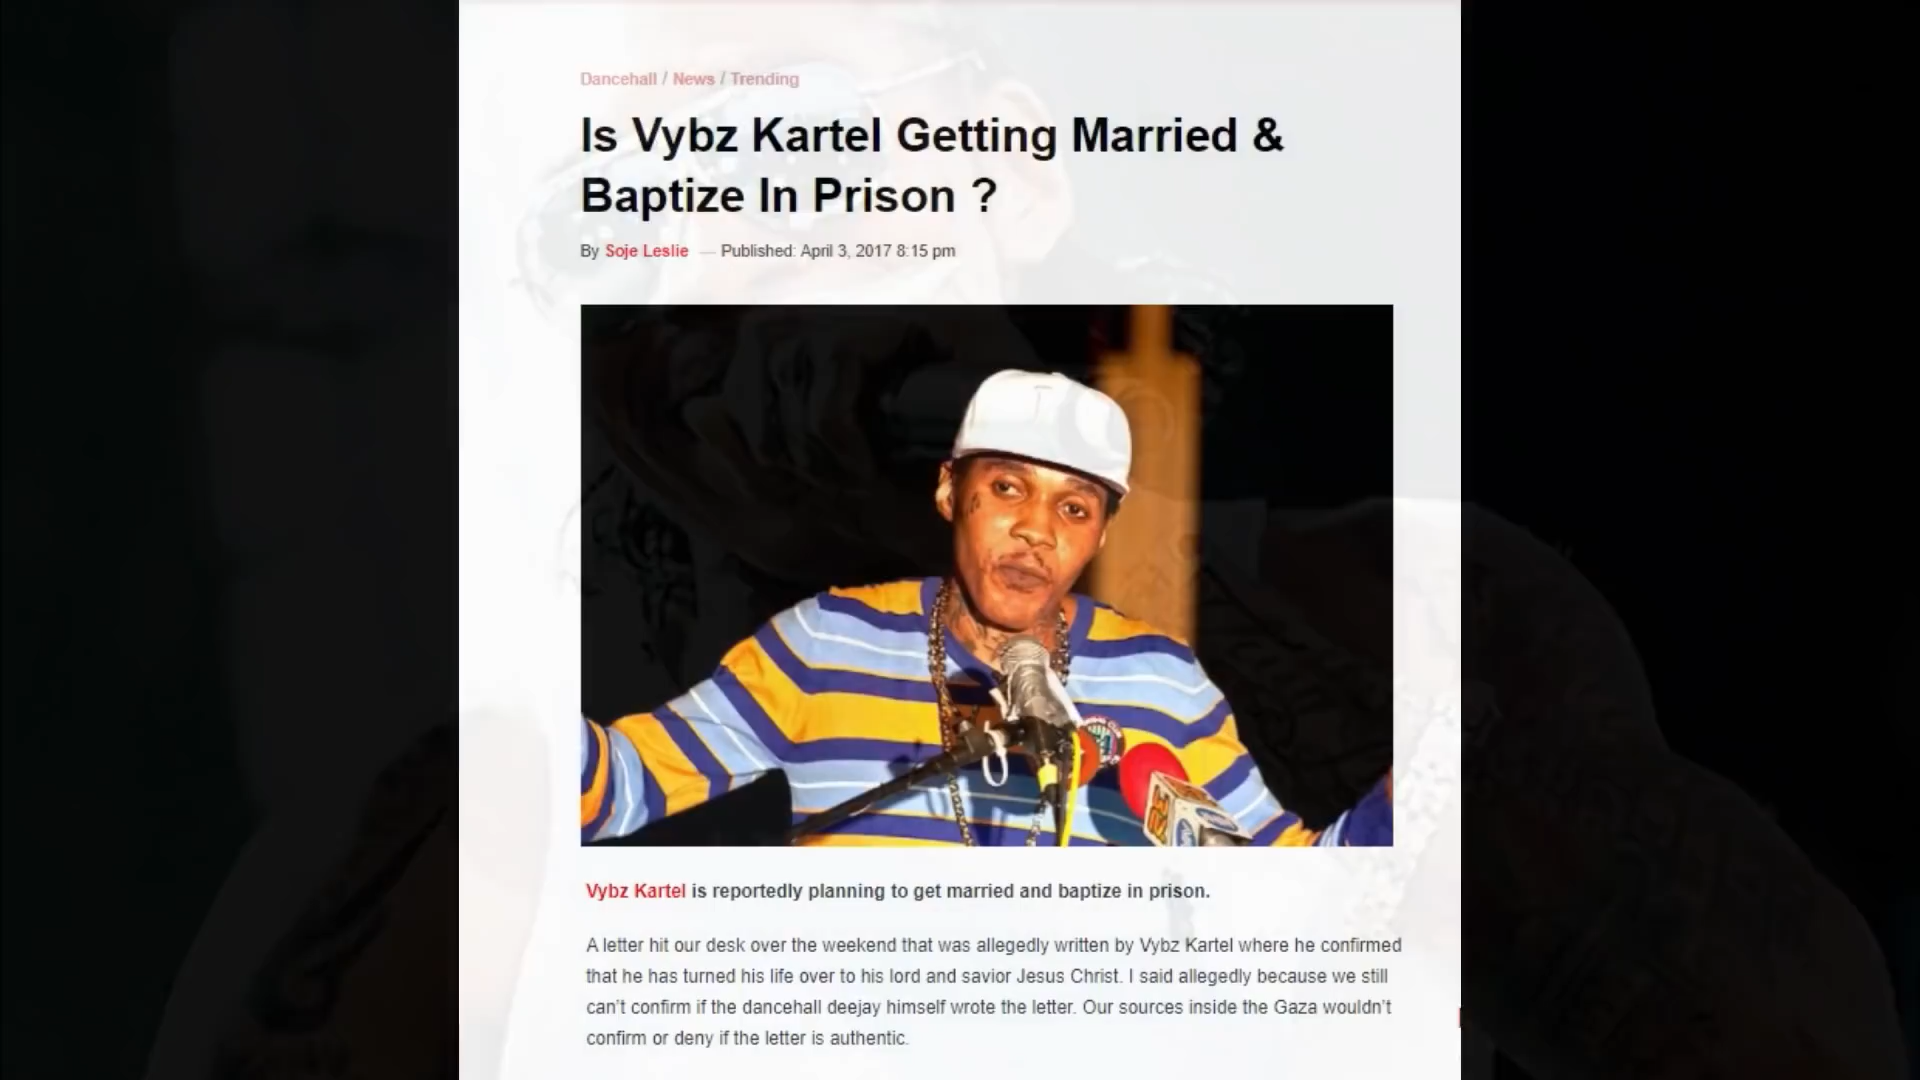 Dancehall / News / Trending
Is Vybz Kartel Getting Married &
Baptize In Prison ?
By Soje Leslie — Published: April 3, 2017 8:15 pm
Vybz Kartel is reportedly planning to get married and baptize in prison.
A letter hit our desk over the weekend that was allegedly written by Vybz Kartel where he confirmed
that he has turned his life over to his lord and savior Jesus Christ. I said allegedly because we still
can't confirm if the dancehall deejay himself wrote the letter. Our sources inside the Gaza wouldn't
confirm or deny if the letter is authentic.